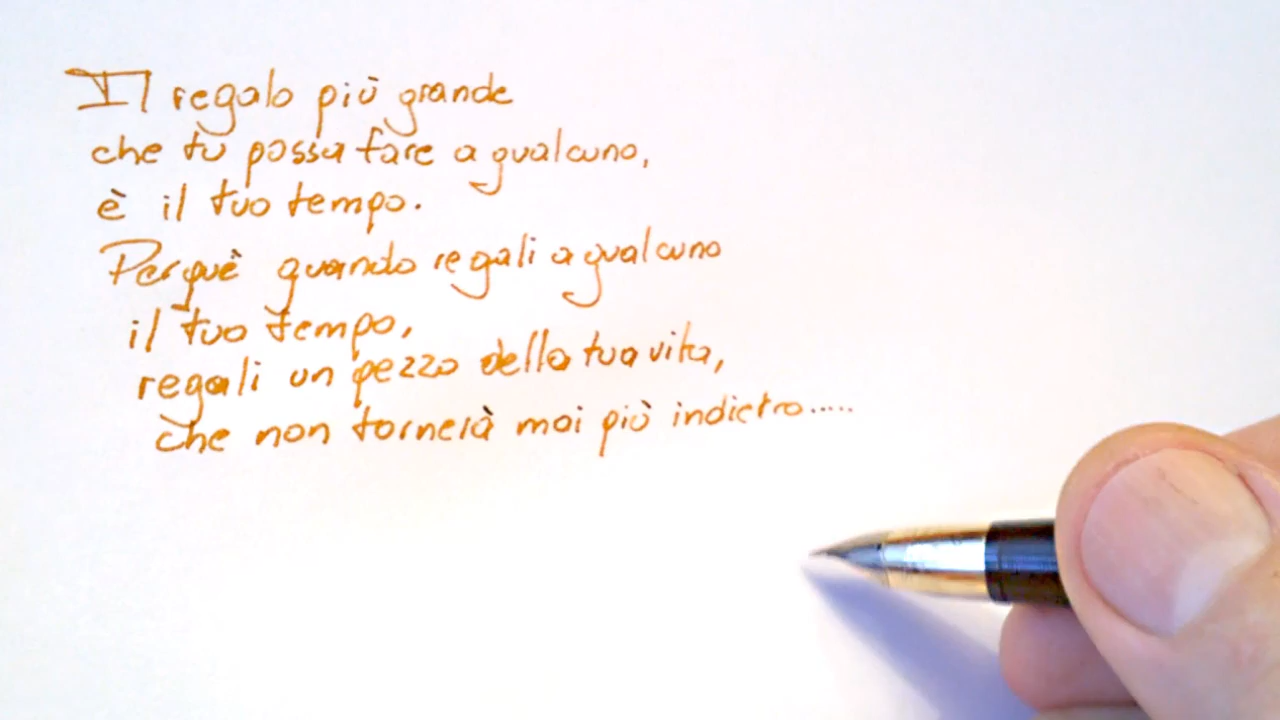 Il regalo più grande
che tu possa fare a qualcuno,
è il tuo tempo.
Perquè quando regali a qualcuno
il tuo tempo,
regali un pezzo della tua vita,
che non tornerà mai più indietro.....